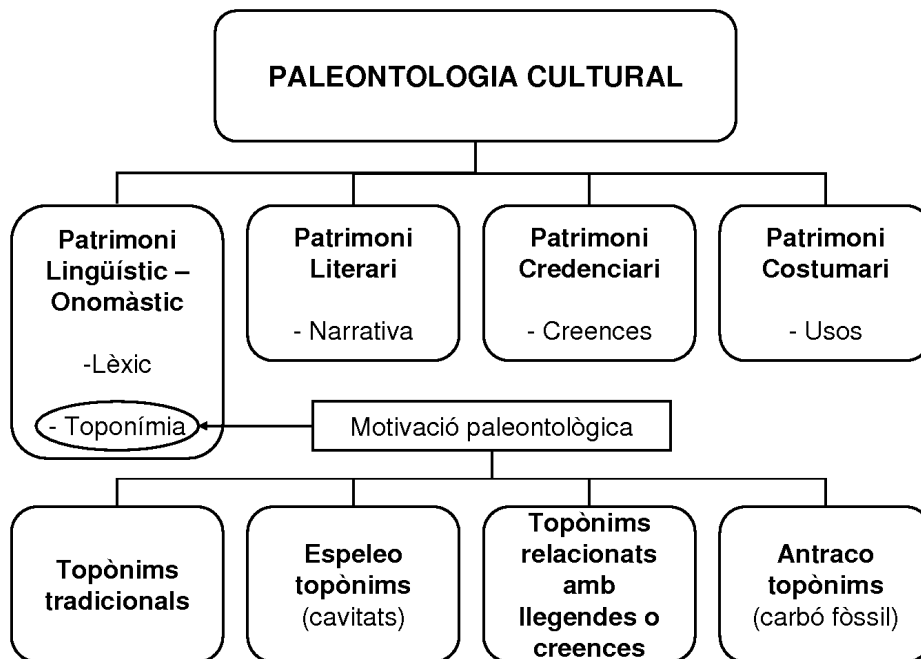 PALEONTOLOGIA CULTURAL
Patrimoni
Lingüístic –
Onomàstic
-Lèxic
- Toponímia
Patrimoni
Literari
- Narrativa
Patrimoni
Credenciari
- Creences
Patrimoni
Costumari
- Usos
Motivació paleontològica
Topònims
tradicionals
Espeleo
topònims
(cavitats)
Topònims
relacionats
amb
llegendes o
creences
Antraco
topònims
(carbó fòssil)